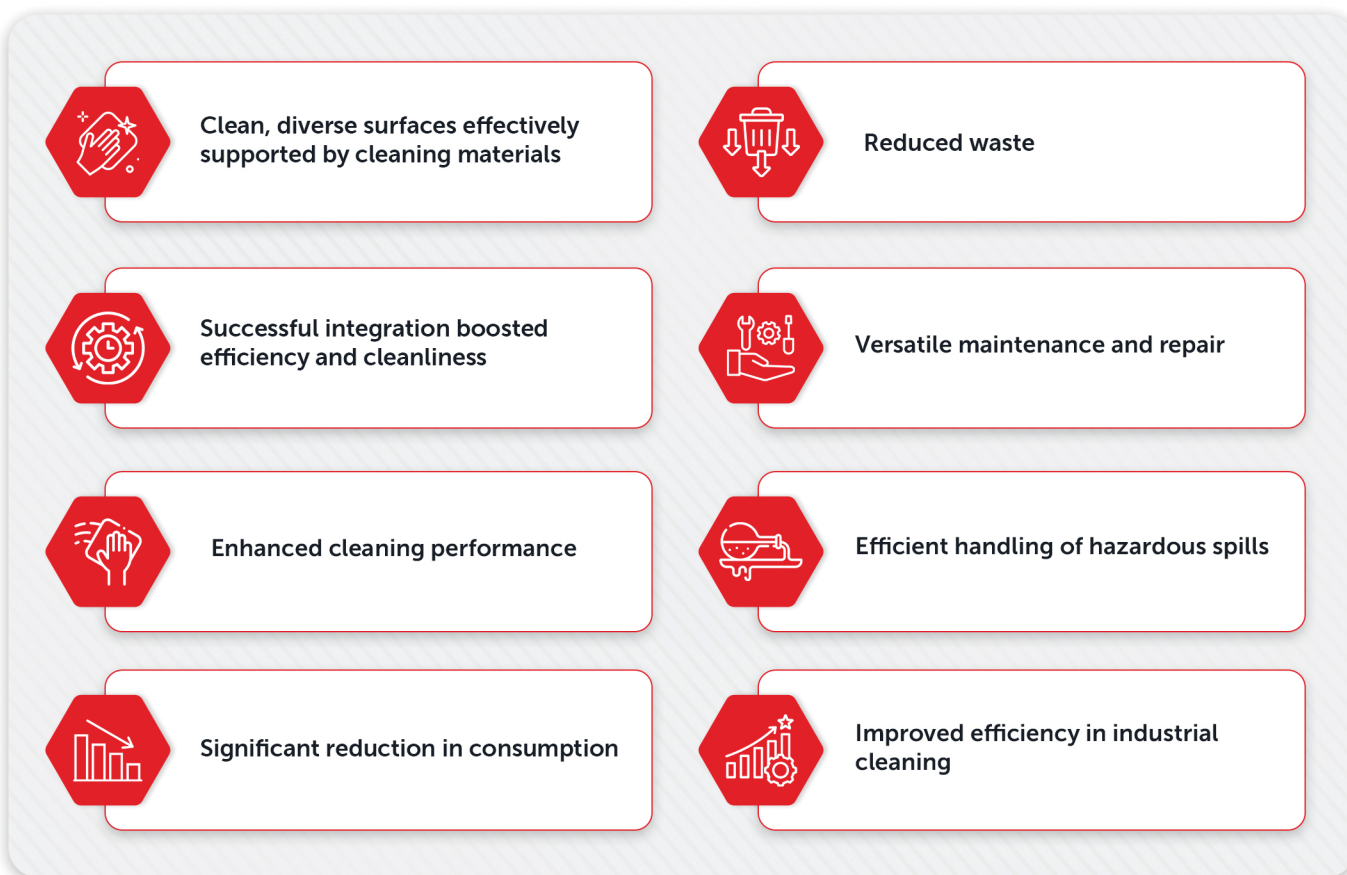 Clean, diverse surfaces effectively
supported by cleaning materials
Reduced waste
Successful integration boosted
efficiency and cleanliness
Versatile maintenance and repair
Enhanced cleaning performance
Efficient handling of hazardous spills
Significant reduction in consumption
Improved efficiency in industrial
cleaning